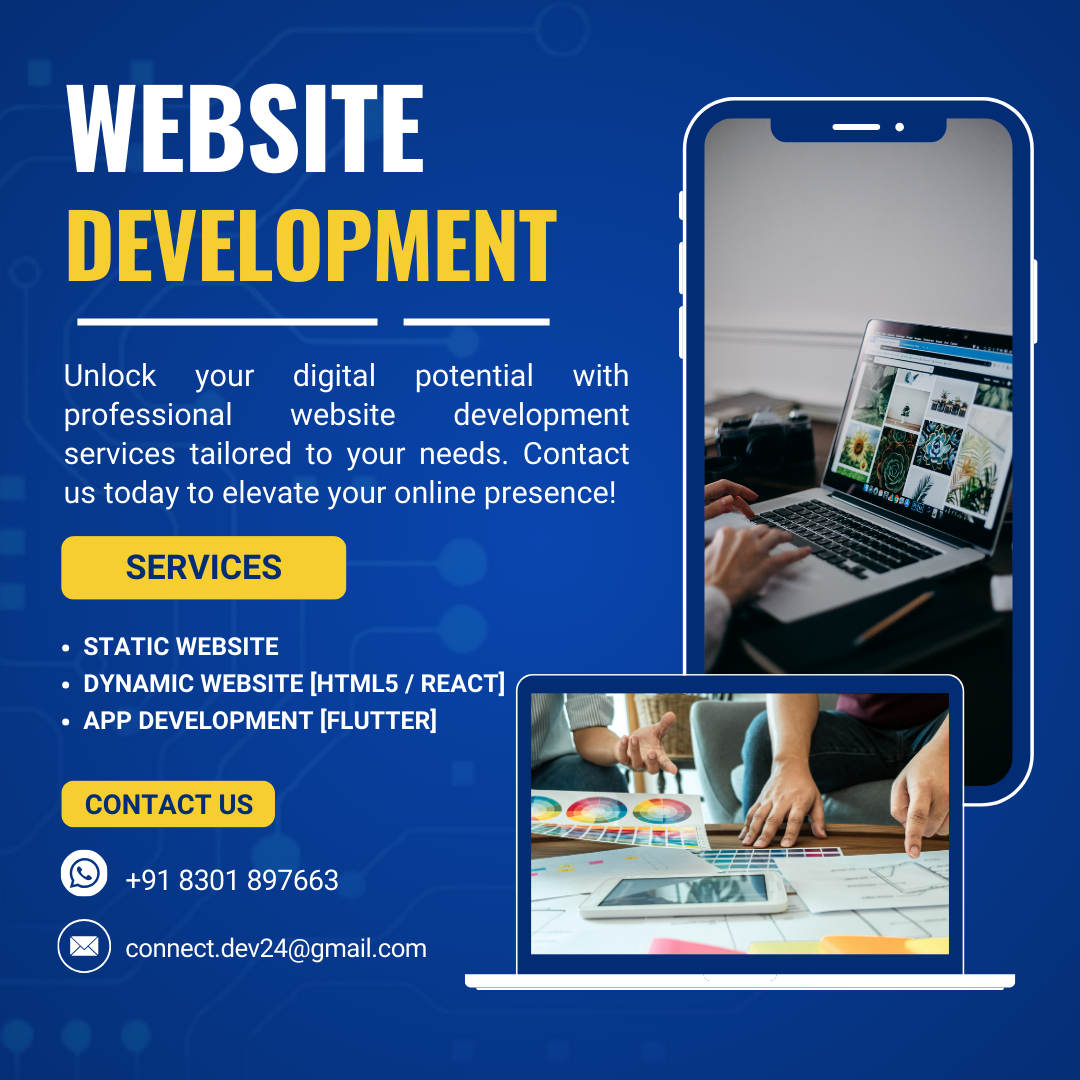 WEBSITE
DEVELOPMENT
Unlock your digital potential with
professional website development
services tailored to your needs. Contact
us today to elevate your online presence!
SERVICES
• STATIC WEBSITE
• DYNAMIC WEBSITE [HTML5 / REACT]
• APP DEVELOPMENT [FLUTTER]
CONTACT US
+91 8301 897663
connect.dev24@gmail.com